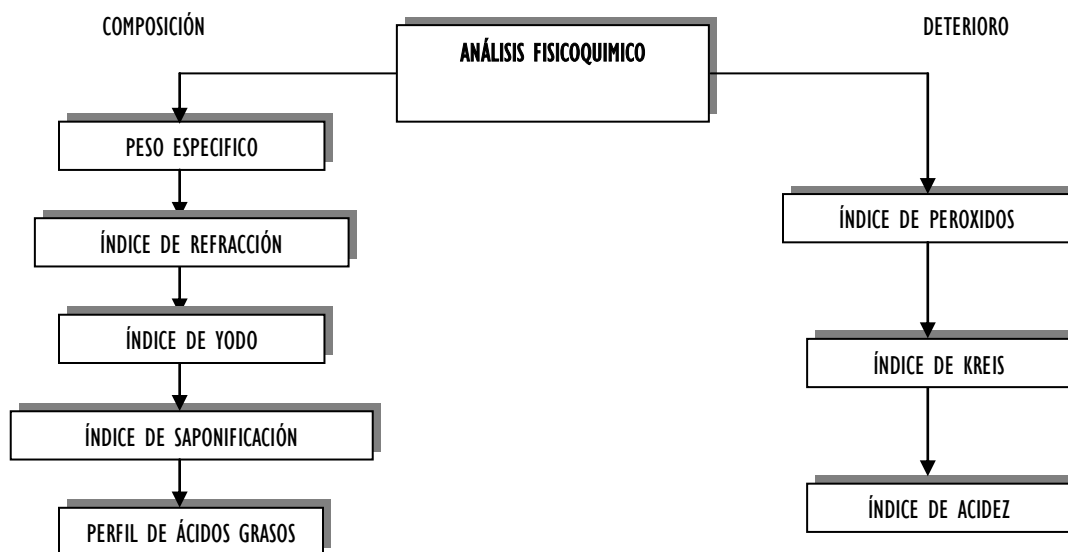 COMPOSICIÓN
DETERIORO
ANÁLISIS FISICOQUIMICO
PESO ESPECIFICO
ÍNDICE DE REFRACCIÓN
ÍNDICE DE YODO
ÍNDICE DE SAPONIFICACIÓN
PERFIL DE ÁCIDOS GRASOS
ÍNDICE DE PEROXIDOS
ÍNDICE DE KREIS
ÍNDICE DE ACIDEZ